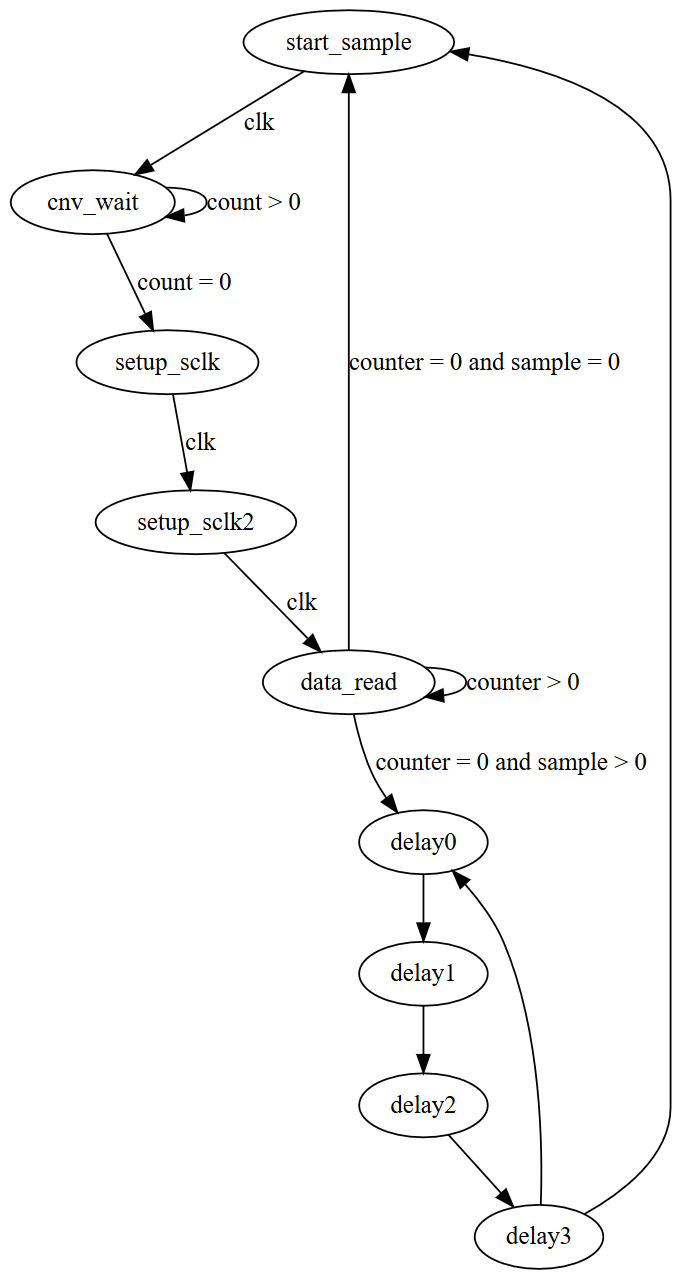 start_sample
clk
cnv_wait
count > 0
count = 0
setup_sclk
counter = 0 and sample = 0
clk
setup_sclk2
clk
data_read
counter > 0
counter = 0 and sample > 0
delay0
delay1
delay2
delay3